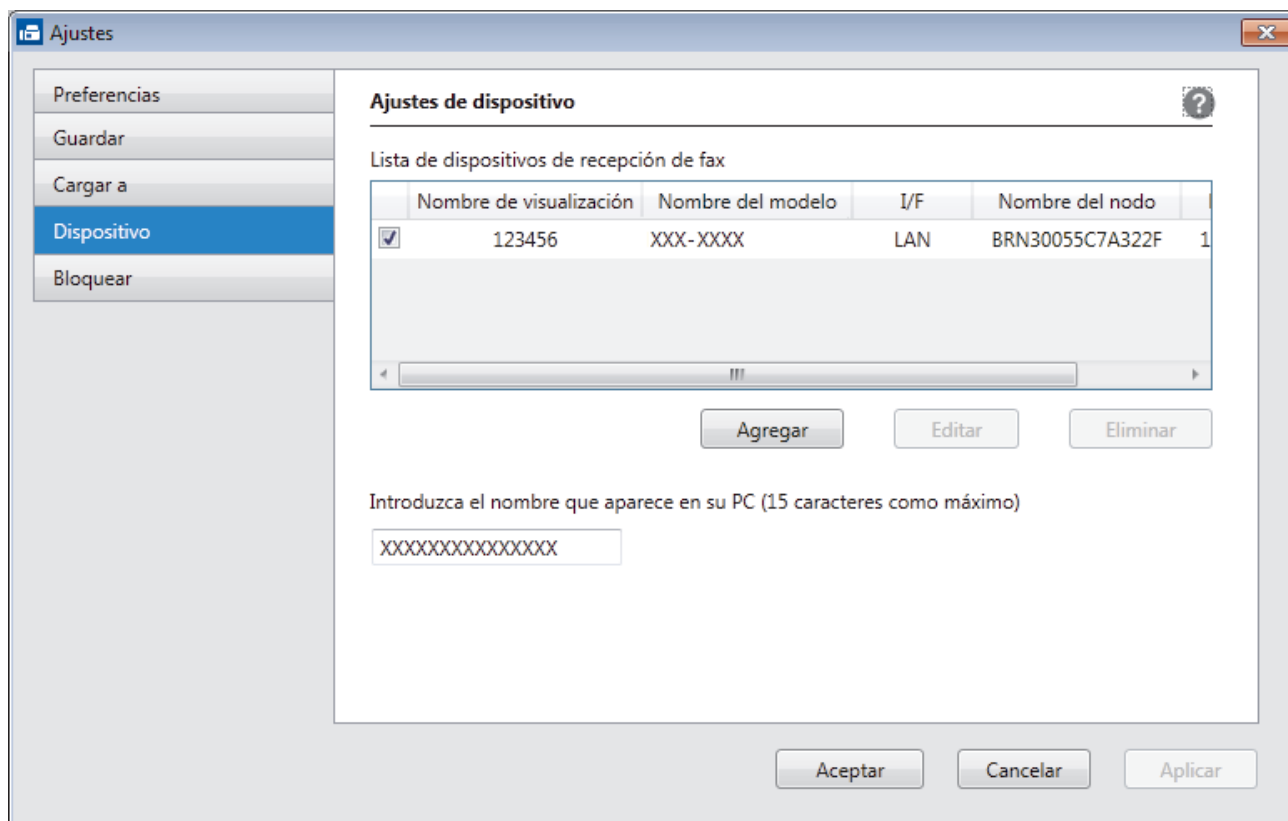 Ajustes
Preferencias
Guardar
Cargar a
Dispositivo
Bloquear
Ajustes de dispositivo
?
Lista de dispositivos de recepción de fax
Nombre de visualización Nombre del modelo I/F Nombre del nodo
123456 XXX-XXXX LAN BRN30055C7A322F 1
Agregar Editar Eliminar
Introduzca el nombre que aparece en su PC (15 caracteres como máximo)
XXXXXXXXXXXXXXX
Aceptar Cancelar Aplicar